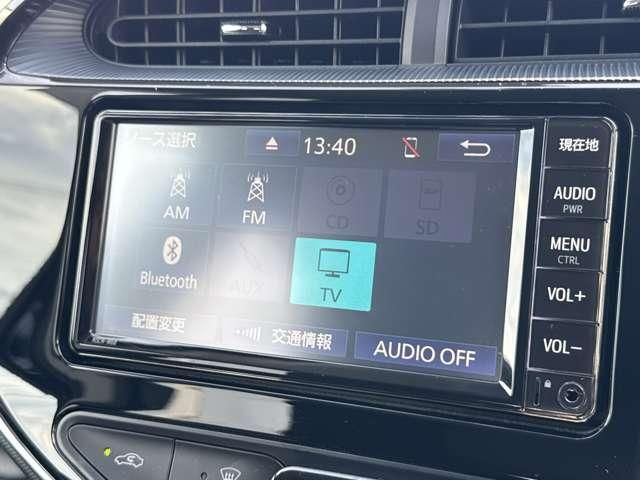 ソース選択
13:40
AM
FM
CD
SD
Bluetooth
AUX
TV
配置変更
交通情報
AUDIO OFF
現在地
AUDIO
PWR
MENU
CTRL
VOL+
VOL-